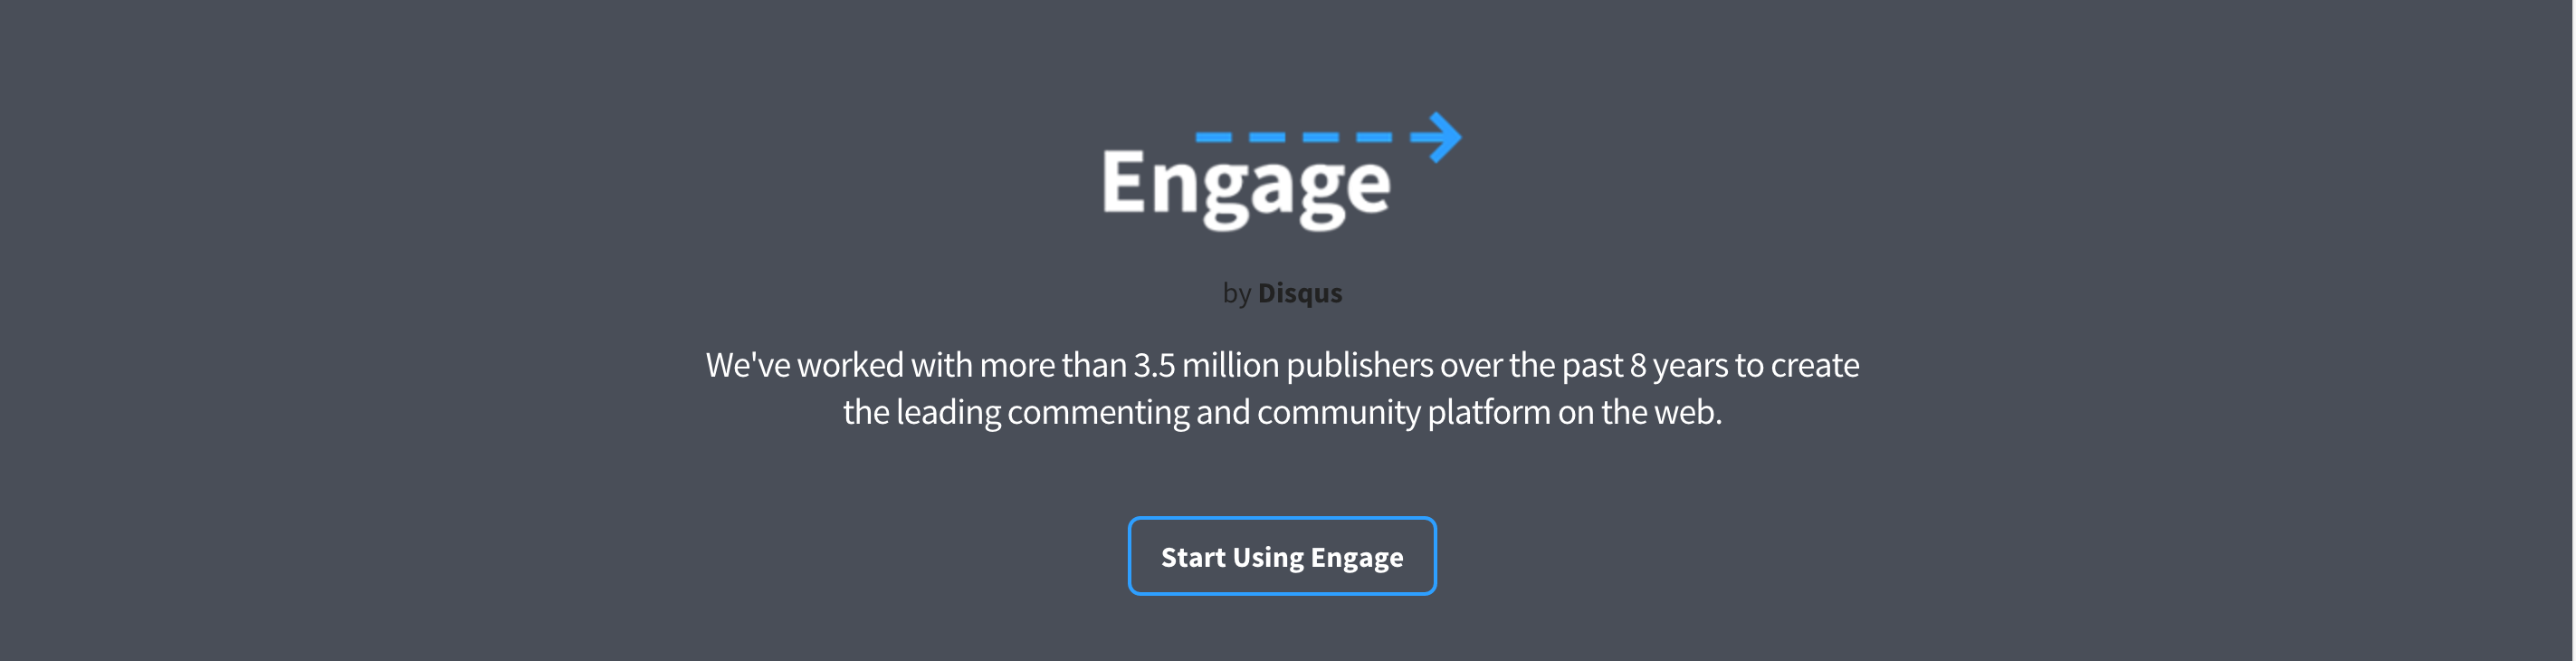 Engage
by Disqus
We've worked with more than 3.5 million publishers over the past 8 years to create
the leading commenting and community platform on the web.
Start Using Engage